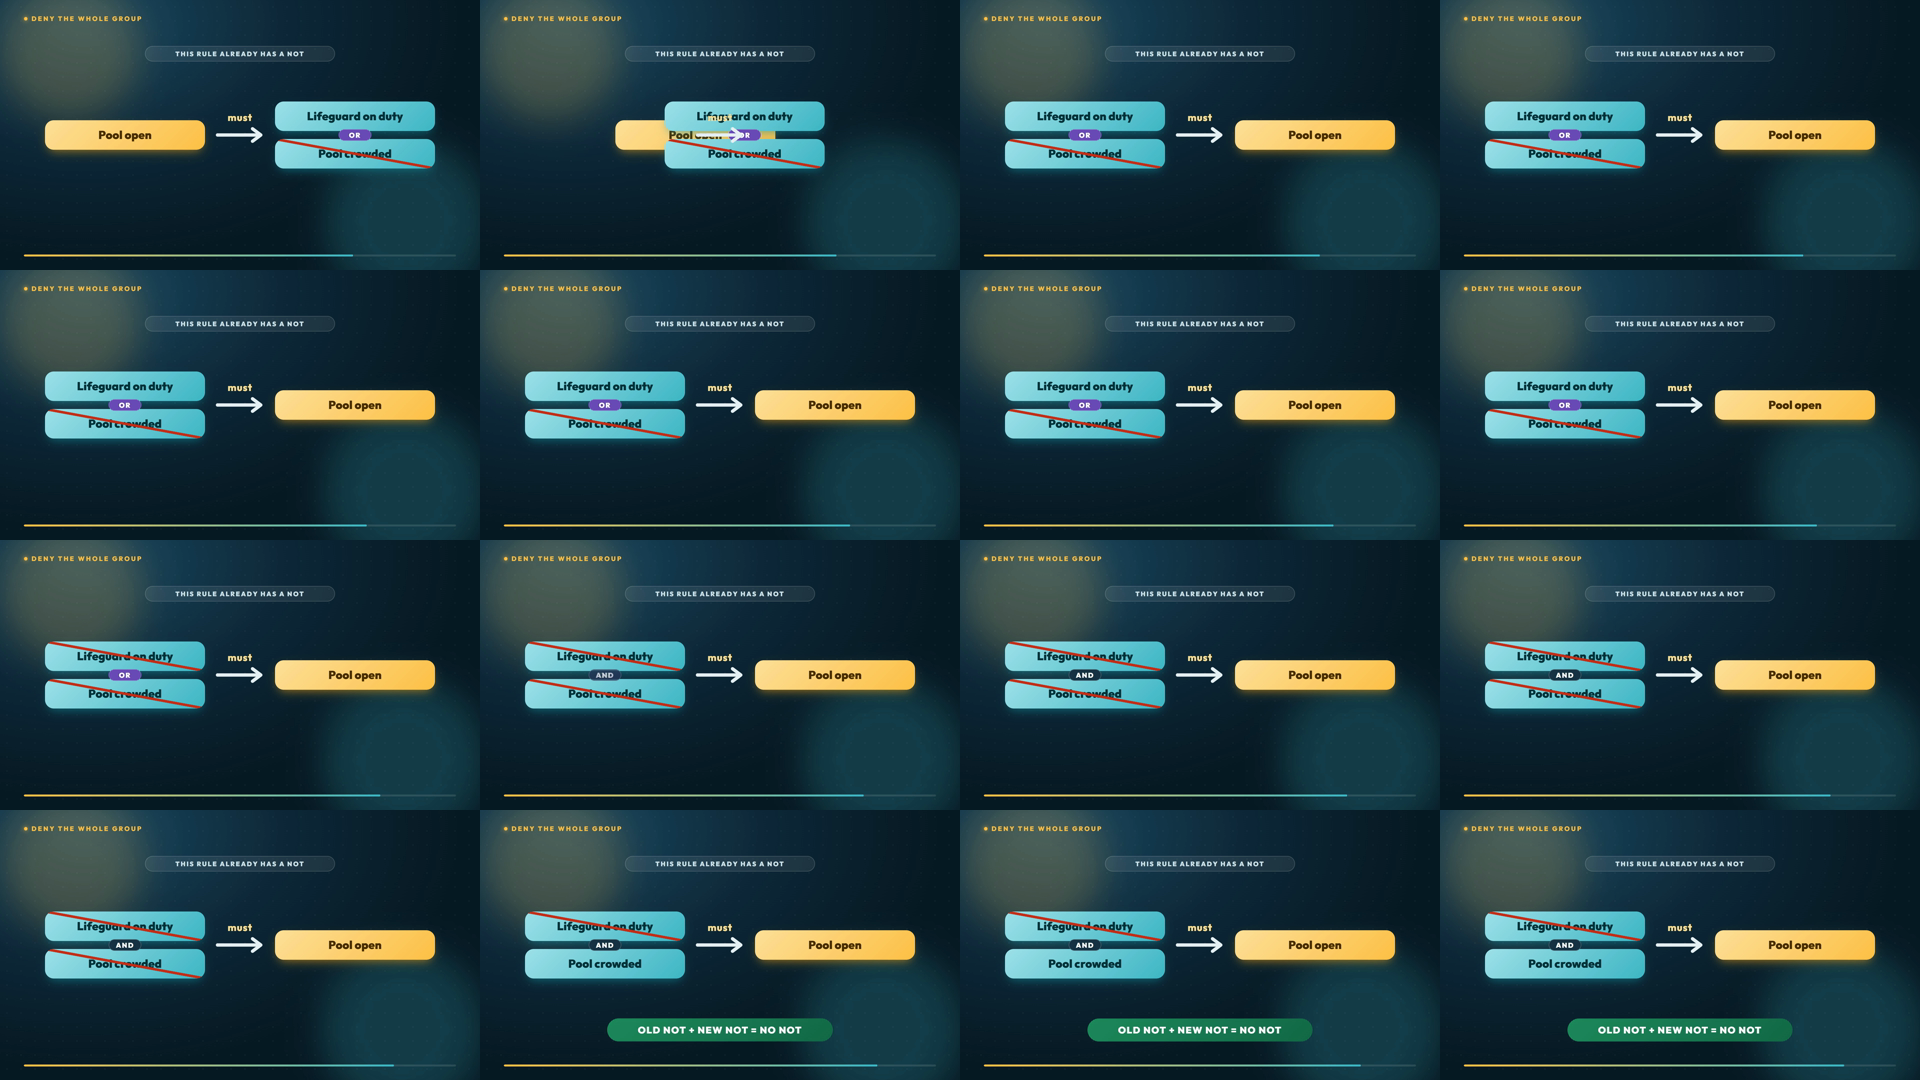 DENY THE WHOLE GROUP
THIS RULE ALREADY HAS A NOT
Pool open
must
Lifeguard on duty
OR
Pool crowded
DENY THE WHOLE GROUP
THIS RULE ALREADY HAS A NOT
Lifeguard on duty
must
Pool open
OR
Pool crowded
DENY THE WHOLE GROUP
THIS RULE ALREADY HAS A NOT
Lifeguard on duty
OR
Pool crowded
must
Pool open
DENY THE WHOLE GROUP
THIS RULE ALREADY HAS A NOT
Lifeguard on duty
OR
Pool crowded
must
Pool open
DENY THE WHOLE GROUP
THIS RULE ALREADY HAS A NOT
Lifeguard on duty
OR
Pool crowded
must
Pool open
DENY THE WHOLE GROUP
THIS RULE ALREADY HAS A NOT
Lifeguard on duty
OR
Pool crowded
must
Pool open
DENY THE WHOLE GROUP
THIS RULE ALREADY HAS A NOT
Lifeguard on duty
OR
Pool crowded
must
Pool open
DENY THE WHOLE GROUP
THIS RULE ALREADY HAS A NOT
Lifeguard on duty
OR
Pool crowded
must
Pool open
DENY THE WHOLE GROUP
THIS RULE ALREADY HAS A NOT
Lifeguard on duty
OR
Pool crowded
must
Pool open
DENY THE WHOLE GROUP
THIS RULE ALREADY HAS A NOT
Lifeguard on duty
AND
Pool crowded
must
Pool open
DENY THE WHOLE GROUP
THIS RULE ALREADY HAS A NOT
Lifeguard on duty
AND
Pool crowded
must
Pool open
DENY THE WHOLE GROUP
THIS RULE ALREADY HAS A NOT
Lifeguard on duty
AND
Pool crowded
must
Pool open
DENY THE WHOLE GROUP
THIS RULE ALREADY HAS A NOT
Lifeguard on duty
AND
Pool crowded
must
Pool open
DENY THE WHOLE GROUP
THIS RULE ALREADY HAS A NOT
Lifeguard on duty
AND
Pool crowded
must
Pool open
OLD NOT + NEW NOT = NO NOT
DENY THE WHOLE GROUP
THIS RULE ALREADY HAS A NOT
Lifeguard on duty
AND
Pool crowded
must
Pool open
OLD NOT + NEW NOT = NO NOT
DENY THE WHOLE GROUP
THIS RULE ALREADY HAS A NOT
Lifeguard on duty
AND
Pool crowded
must
Pool open
OLD NOT + NEW NOT = NO NOT